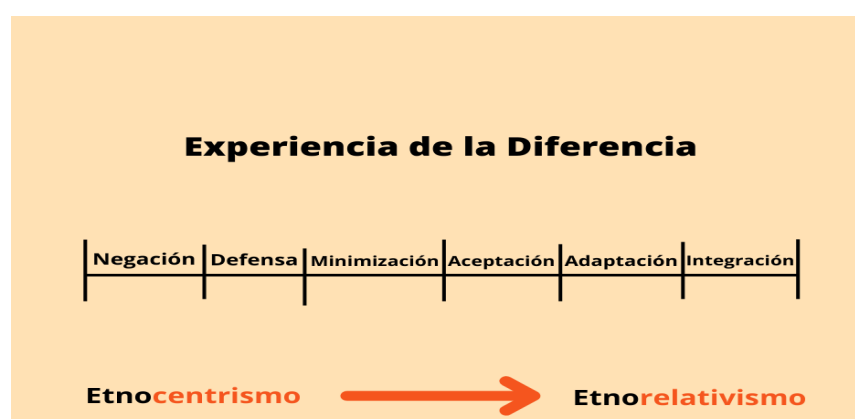 Experiencia de la Diferencia
Negación Defensa Minimización Aceptación Adaptación Integración
Etnocentrismo Etnorelativismo